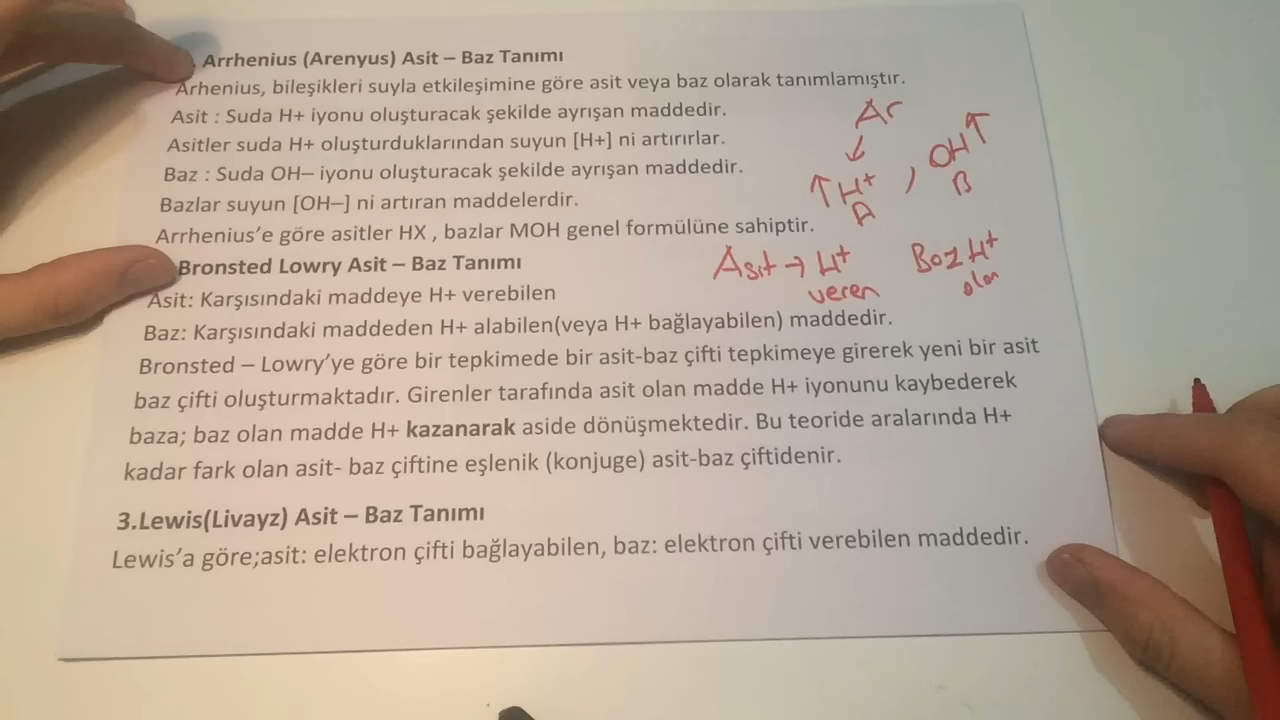 Arrhenius (Arenyus) Asit – Baz Tanımı
Arhenius, bileşikleri suyla etkileşimine göre asit veya baz olarak tanımlamıştır.
Asit : Suda H+ iyonu oluşturacak şekilde ayrışan maddedir.
Asitler suda H+ oluşturduklarından suyun [H+] ni artırırlar.
Baz : Suda OH– iyonu oluşturacak şekilde ayrışan maddedir.
Bazlar suyun [OH–] ni artıran maddelerdir.
Arrhenius’e göre asitler HX , bazlar MOH genel formülüne sahiptir.
Ar
↓
↑ H+ , OH ↑
A B
Bronsted Lowry Asit – Baz Tanımı
Asit → H+ Baz H+
veren alan
Asit: Karşısındaki maddeye H+ verebilen
Baz: Karşısındaki maddeden H+ alabilen(veya H+ bağlayabilen) maddedir.
Bronsted – Lowry’ye göre bir tepkimede bir asit-baz çifti tepkimeye girerek yeni bir asit
baz çifti oluşturmaktadır. Girenler tarafında asit olan madde H+ iyonunu kaybederek
baza; baz olan madde H+ kazanarak aside dönüşmektedir. Bu teoride aralarında H+
kadar fark olan asit- baz çiftine eşlenik (konjuge) asit-baz çiftidenir.
3.Lewis(Livayz) Asit – Baz Tanımı
Lewis’a göre;asit: elektron çifti bağlayabilen, baz: elektron çifti verebilen maddedir.